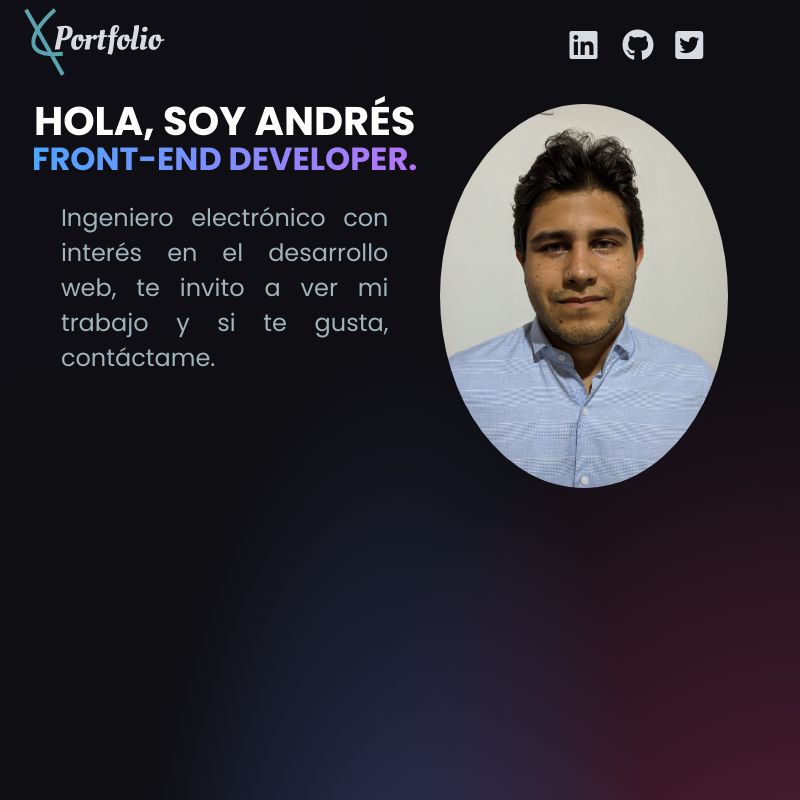 Portfolio
HOLA, SOY ANDRÉS
FRONT-END DEVELOPER.
Ingeniero electrónico con
interés en el desarrollo
web, te invito a ver mi
trabajo y si te gusta,
contáctame.